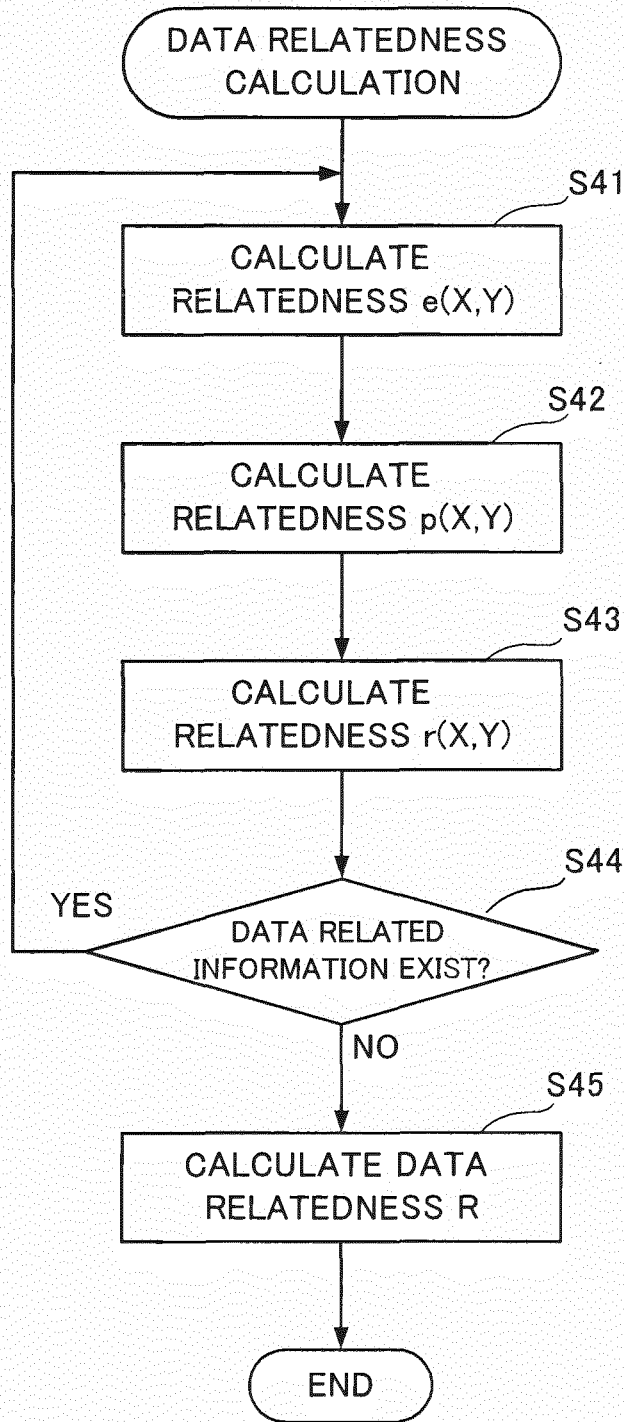 DATA RELATEDNESS
CALCULATION
S41
CALCULATE
RELATEDNESS e(X,Y)
S42
CALCULATE
RELATEDNESS p(X,Y)
S43
CALCULATE
RELATEDNESS r(X,Y)
S44
YES
DATA RELATED
INFORMATION EXIST?
NO
S45
CALCULATE DATA
RELATEDNESS R
END